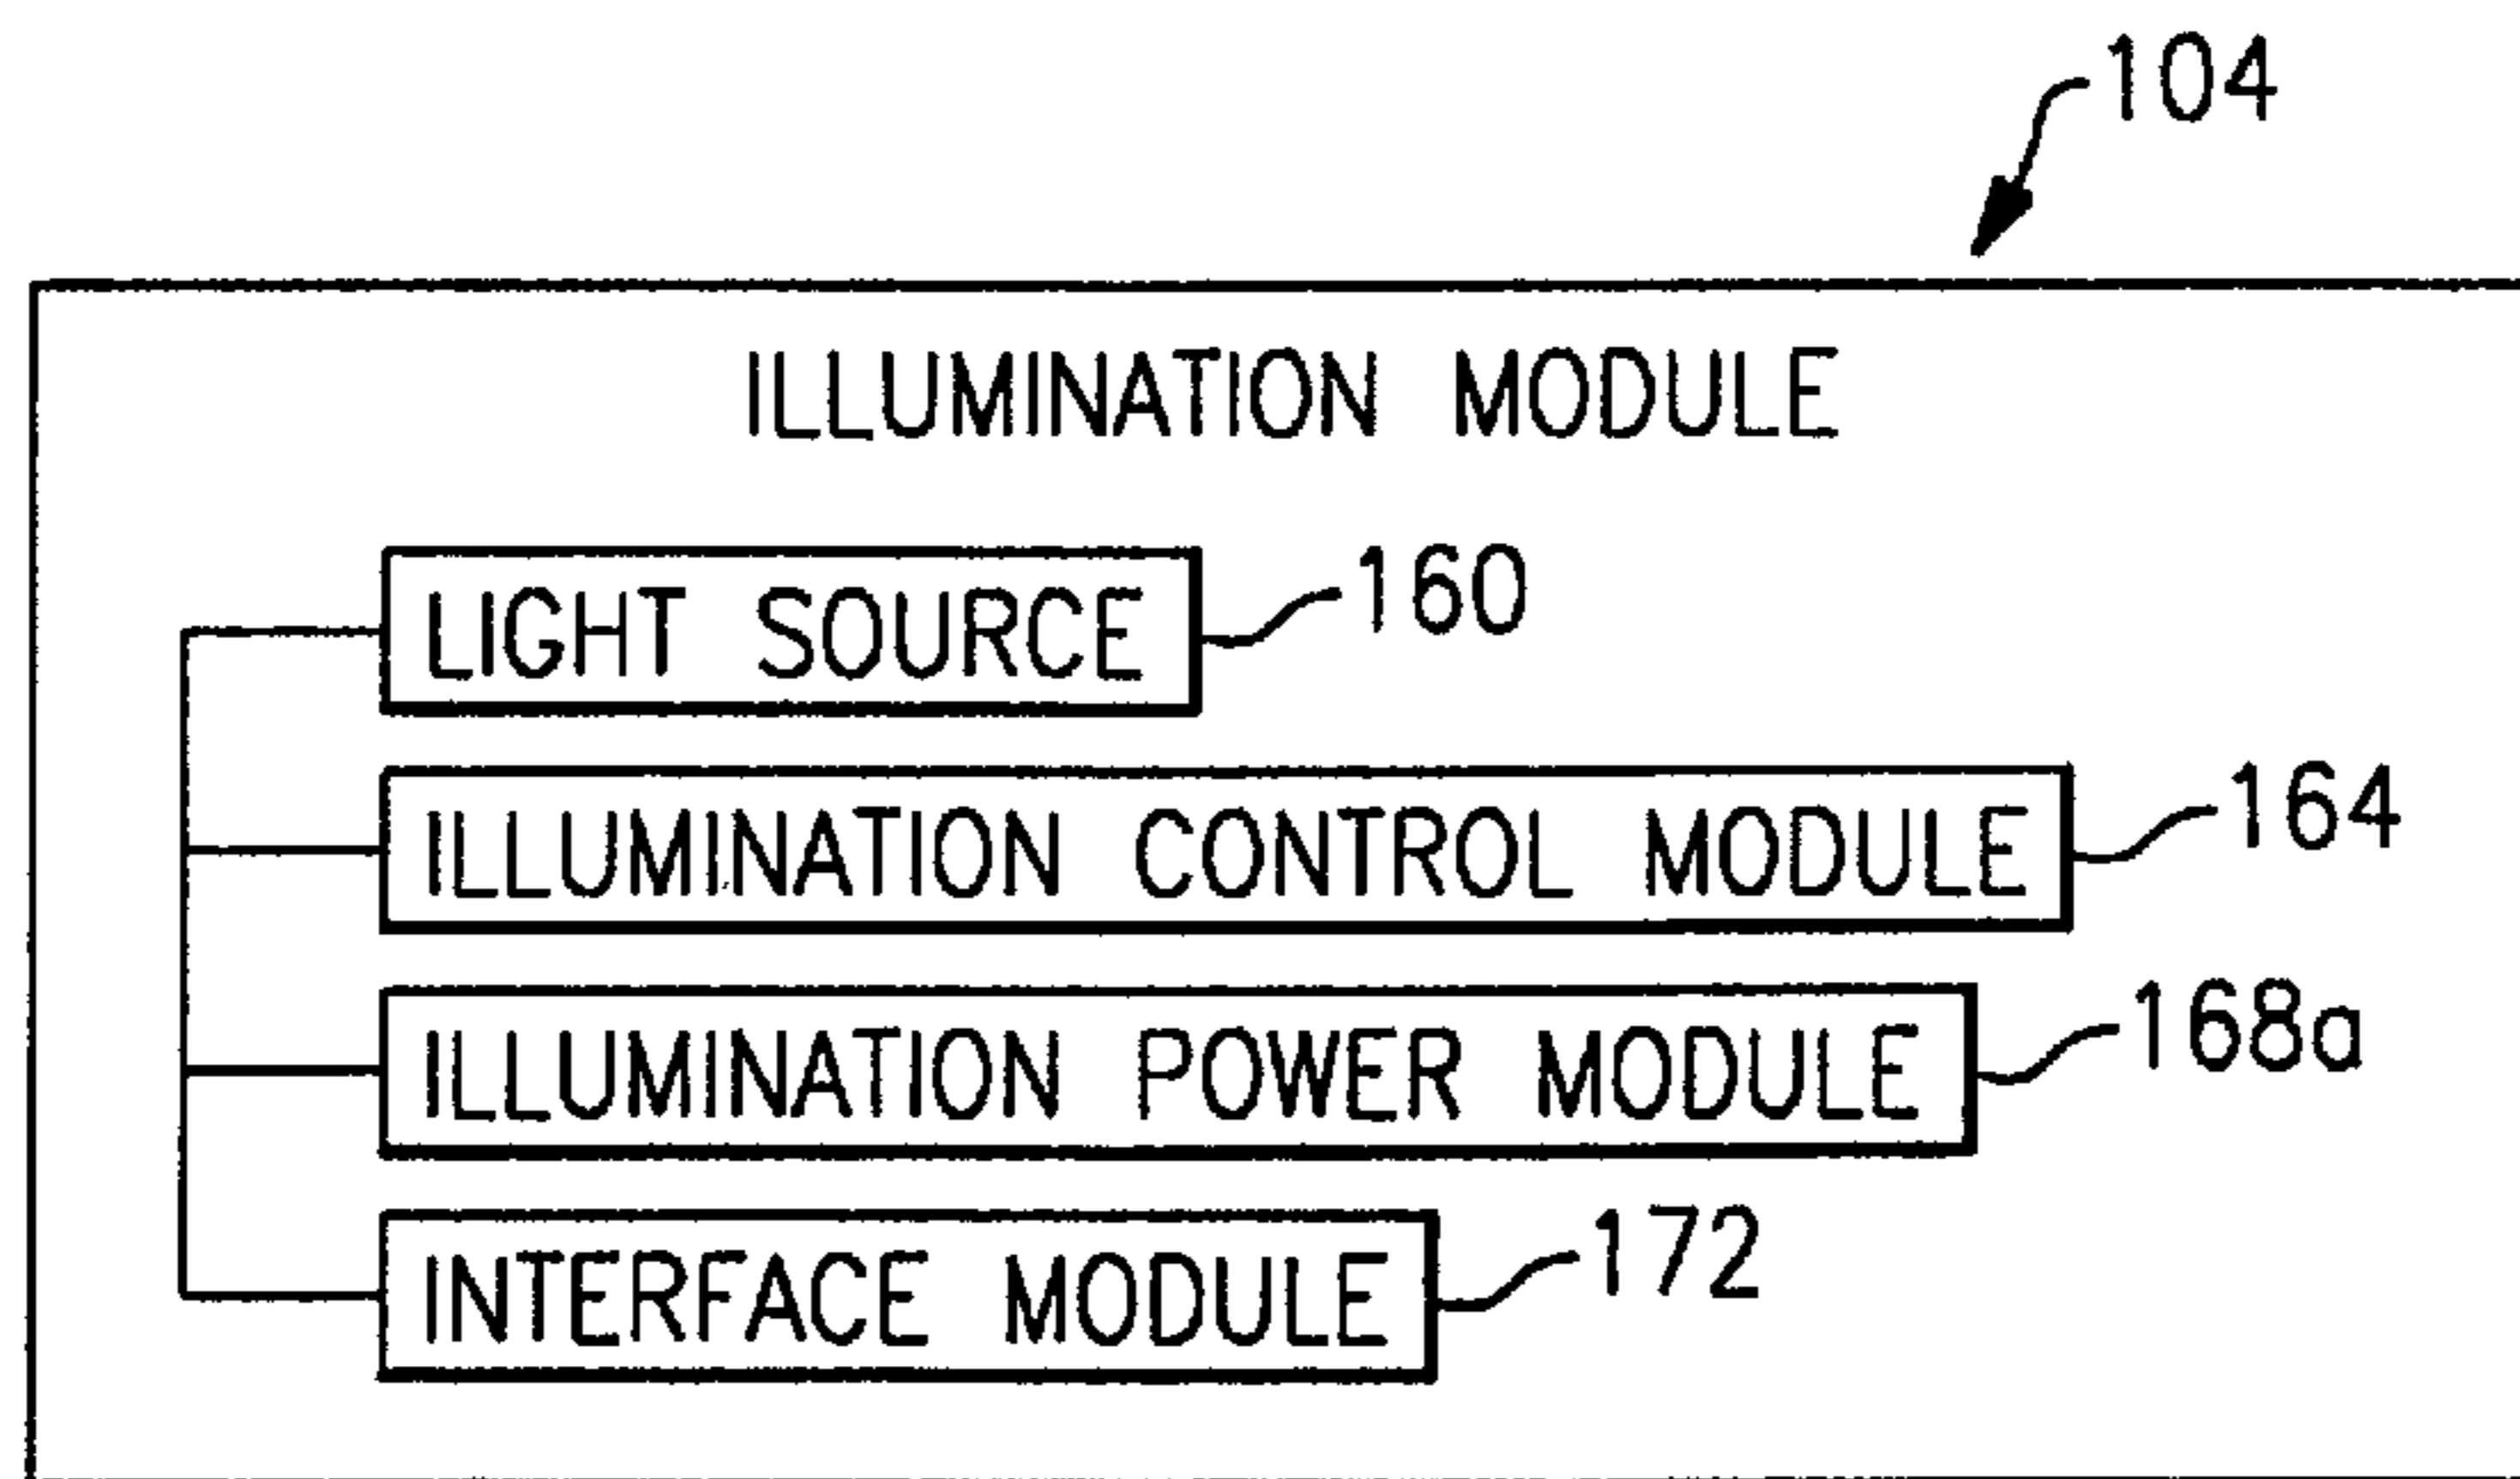 104
ILLUMINATION MODULE
LIGHT SOURCE 160
ILLUMINATION CONTROL MODULE 164
ILLUMINATION POWER MODULE 168a
INTERFACE MODULE 172